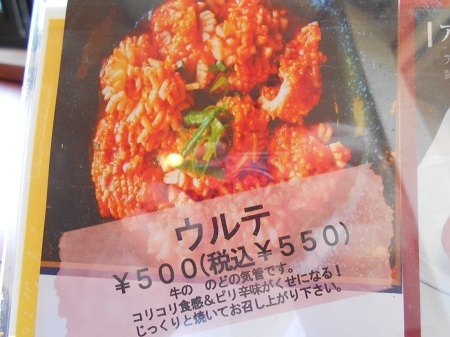 ウルテ
¥500(税込¥550)
牛の のどの気管です。
コリコリ食感&ピリ辛味がくせになる!
じっくりと焼いてお召し上がり下さい。
ア